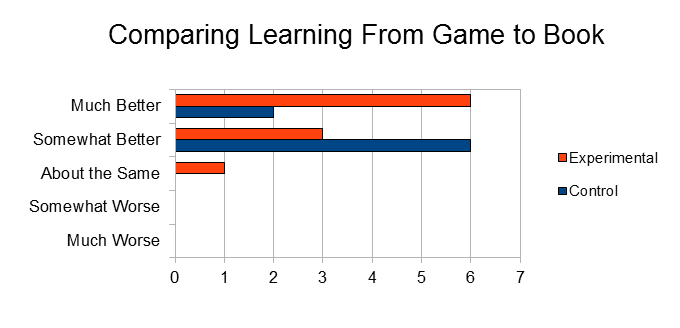 Comparing Learning From Game to Book
Much Better
Somewhat Better
About the Same
Somewhat Worse
Much Worse
0 1 2 3 4 5 6 7
Experimental
Control